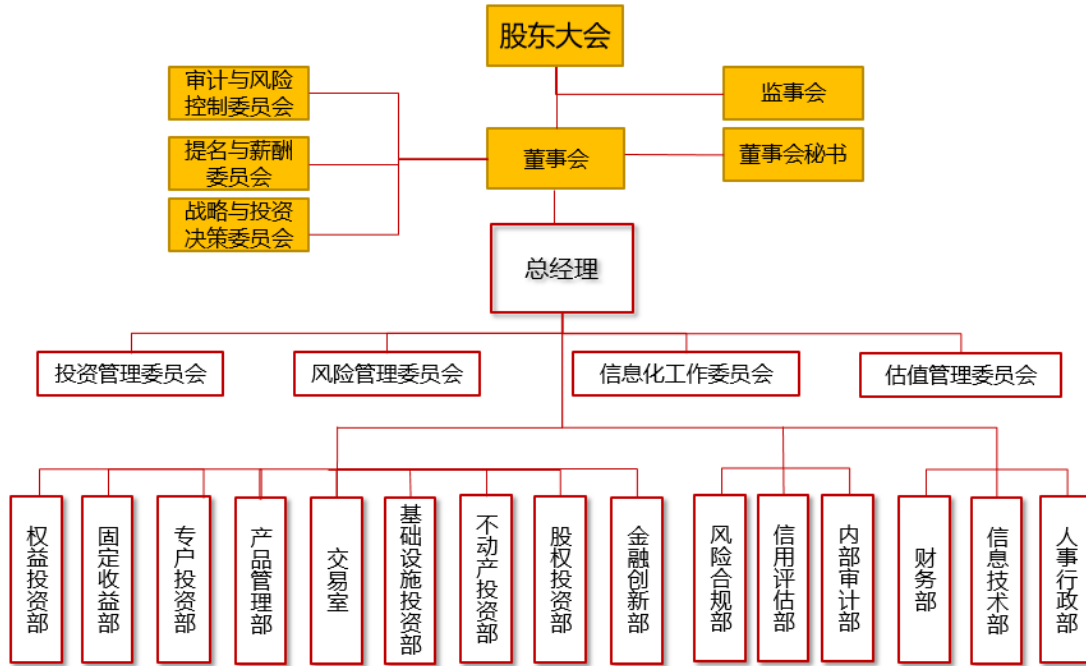 股东大会
审计与风险
控制委员会
监事会
提名与薪酬
委员会
董事会
董事会秘书
战略与投资
决策委员会
总经理
投资管理委员会
风险管理委员会
信息化工作委员会
估值管理委员会
权益投资部
固定收益部
专户投资部
产品管理部
交易室
基础设施投资部
不动产投资部
股权投资部
金融创新部
风险合规部
信用评估部
内部审计部
财务部
信息技术部
人事行政部